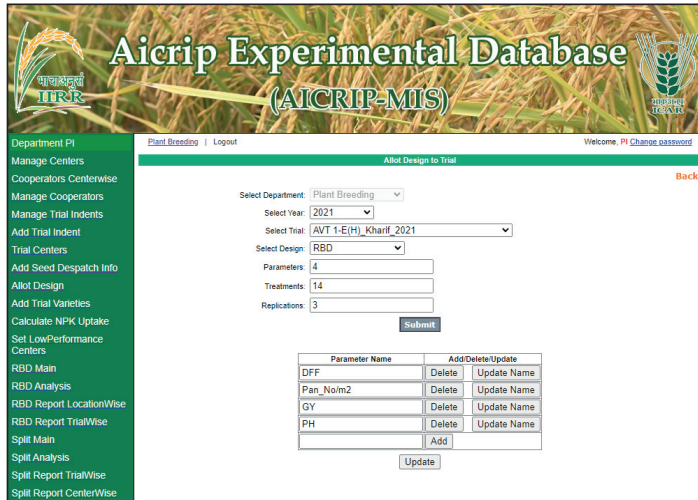 Aicrip Experimental Database
(AICRIP-MIS)
IIRR
ICAR
Department PI
Manage Centers
Cooperators Centerwise
Manage Cooperators
Manage Trial Indents
Add Trial Indent
Trial Centers
Add Seed Despatch Info
Allot Design
Add Trial Varieties
Calculate NPK Uptake
Set LowPerformance
Centers
RBD Main
RBD Analysis
RBD Report LocationWise
RBD Report TrialWise
Split Main
Split Analysis
Split Report TrialWise
Split Report CenterWise
Plant Breeding | Logout
Welcome, PI Change password
Allot Design to Trial
Back
Select Department: Plant Breeding
Select Year: 2021
Select Trial: AVT 1-E(H)_Kharif_2021
Select Design: RBD
Parameters: 4
Treatments: 14
Replications: 3
Submit
Parameter Name Add/Delete/Update
DFF Delete Update Name
Pan_No/m2 Delete Update Name
GY Delete Update Name
PH Delete Update Name
Add
Update